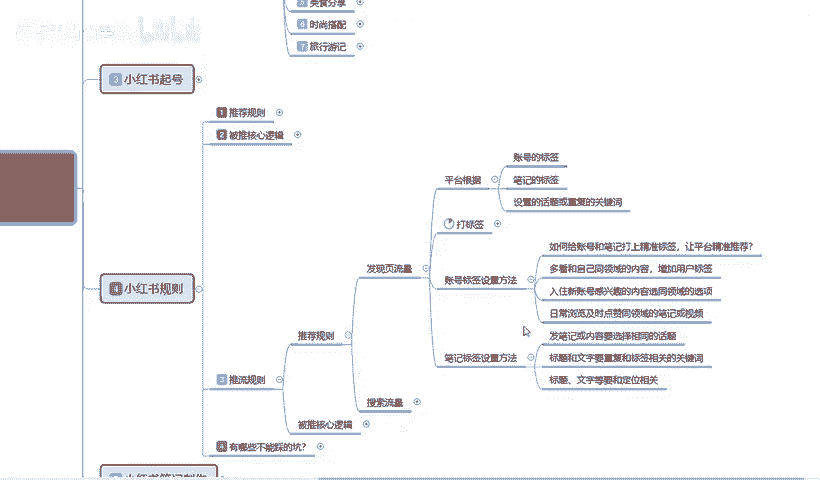 5 美食分享
6 时尚搭配
7 旅行游记
3 小红书起号
1 推荐规则
2 被推核心逻辑
账号的标签
平台根据
笔记的标签
设置的话题或重复的关键词
打标签
如何给账号和笔记打上精准标签，让平台精准推荐？
发现页流量
多看和自己同领域的内容，增加用户标签
账号标签设置方法
4 小红书规则
入住新账号感兴趣的内容选同领域的选项
日常浏览及时点赞同领域的笔记或视频
推荐规则
发笔记或内容要选择相同的话题
笔记标签设置方法
标题和文字要重复和标签相关的关键词
3 推流规则
标题、文字等要和定位相关
搜索流量
被推核心逻辑
4 有哪些不能踩的坑？
小红书笔记制作